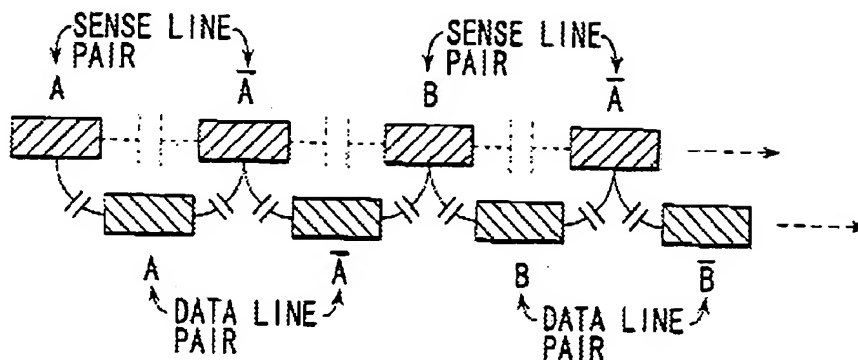 SENSE LINE
PAIR
SENSE LINE
PAIR
A
A̅
B
A̅
A
A̅
B
B̅
DATA LINE
PAIR
DATA LINE
PAIR